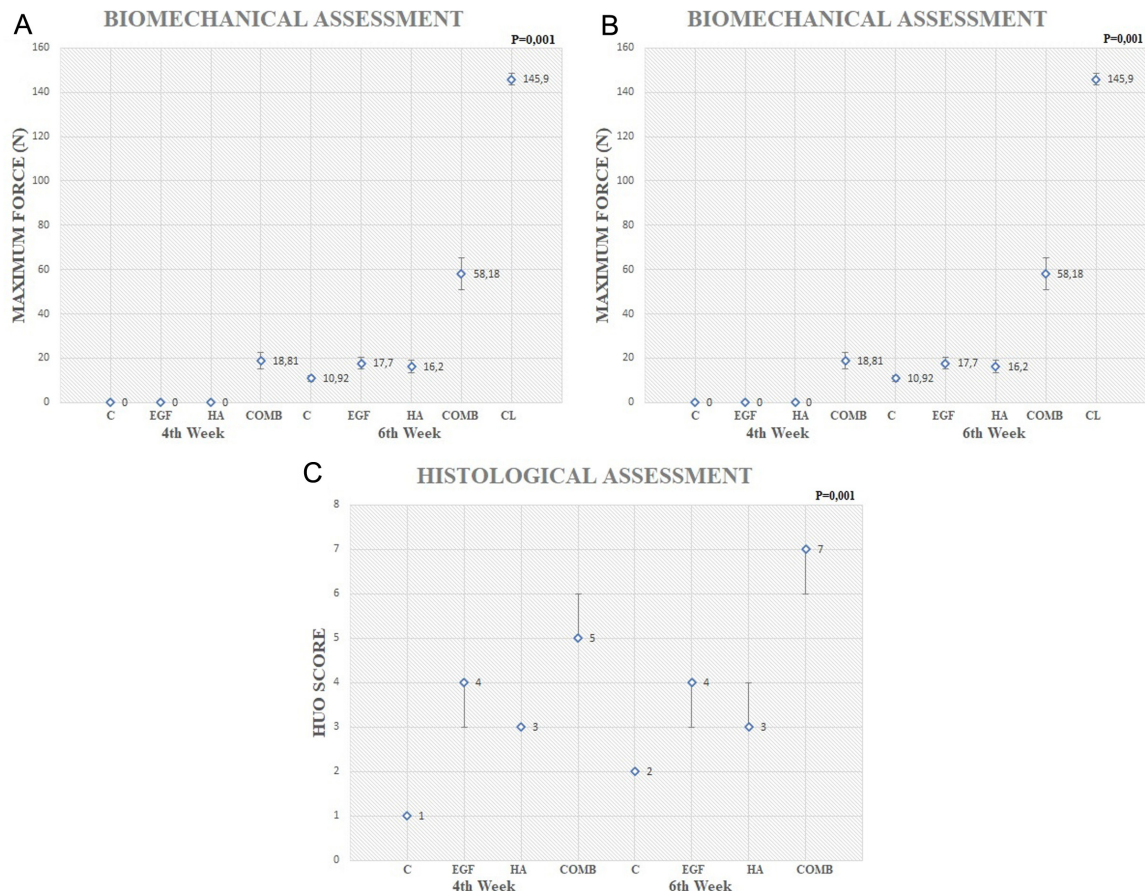 A
BIOMECHANICAL ASSESSMENT
P=0,001
MAXIMUM FORCE (N)
160
140
120
100
80
60
40
20
0
0
0
0
18,81
10,92
17,7
16,2
58,18
145,9
C EGF HA COMB C EGF HA COMB CL
4th Week 6th Week
B
BIOMECHANICAL ASSESSMENT
P=0,001
MAXIMUM FORCE (N)
160
140
120
100
80
60
40
20
0
0
0
0
18,81
10,92
17,7
16,2
58,18
145,9
C EGF HA COMB C EGF HA COMB CL
4th Week 6th Week
C
HISTOLOGICAL ASSESSMENT
P=0,001
HUO SCORE
8
7
6
5
4
3
2
1
0
1
4
3
5
2
4
3
7
C EGF HA COMB C EGF HA COMB
4th Week 6th Week